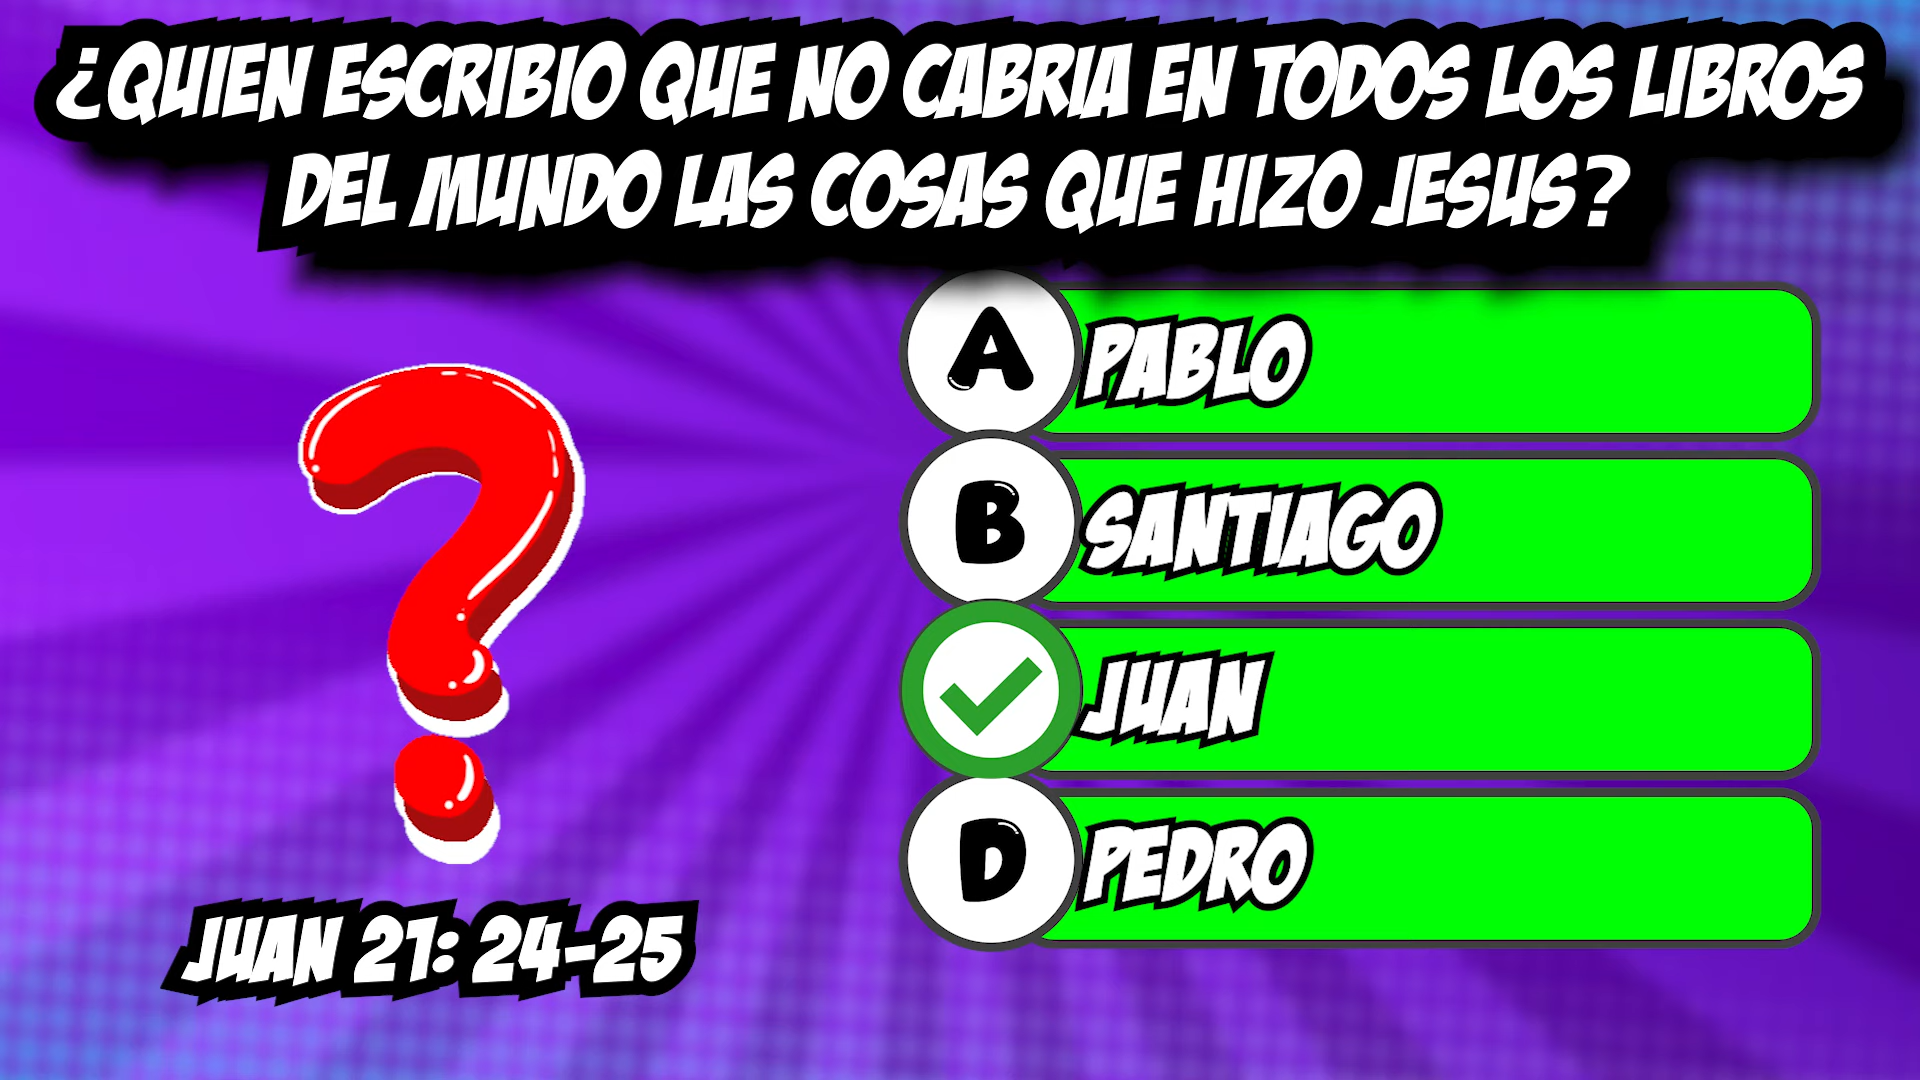 ¿QUIEN ESCRIBIO QUE NO CABRIA EN TODOS LOS LIBROS
DEL MUNDO LAS COSAS QUE HIZO JESUS?
A PABLO
B SANTIAGO
JUAN
D PEDRO
JUAN 21: 24-25